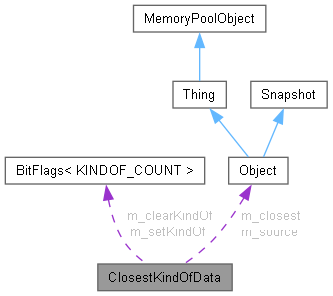 MemoryPoolObject
Thing
Snapshot
BitFlags< KINDOF_COUNT >
Object
m_clearKindOf
m_setKindOf
m_closest
m_source
ClosestKindOfData